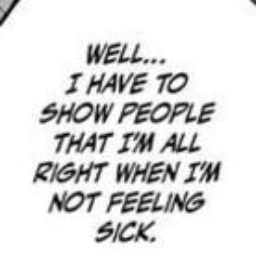 WELL...
I HAVE TO
SHOW PEOPLE
THAT I'M ALL
RIGHT WHEN I'M
NOT FEELING
SICK.